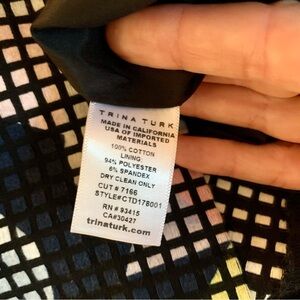 TRINA TURK
MADE IN CALIFORNIA
USA OF IMPORTED
MATERIALS
100% COTTON
LINING
94% POLYESTER
6% SPANDEX
DRY CLEAN ONLY
CUT # 7166
STYLE#CTD178001
RN # 93415
CA#30427
trinaturk.com